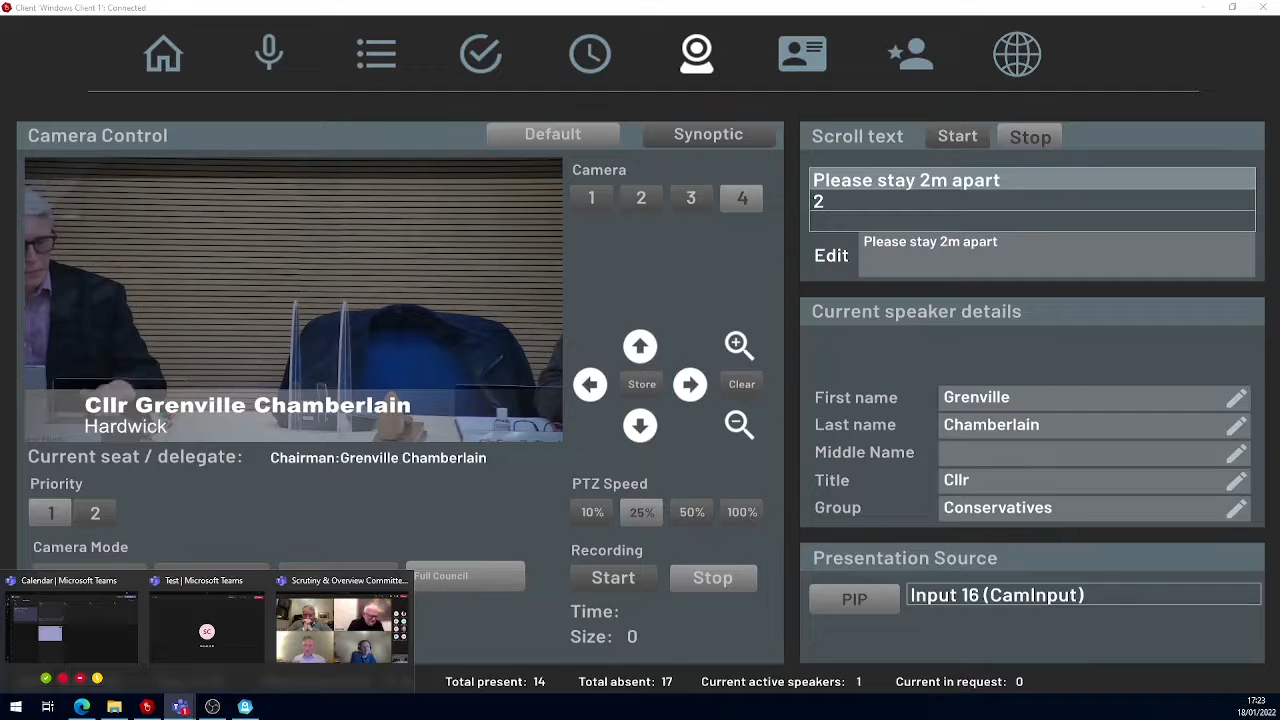 Client 'Windows Client 1': Connected
Camera Control
Default
Synoptic
Cllr Grenville Chamberlain
Hardwick
Current seat / delegate: Chairman:Grenville Chamberlain
Priority
1
2
Camera Mode
Full Council
Camera
1
2
3
4
Store
Clear
PTZ Speed
10%
25%
50%
100%
Recording
Start
Stop
Time:
Size: 0
Scroll text
Start
Stop
Please stay 2m apart
2
Edit
Please stay 2m apart
Current speaker details
First name Grenville
Last name Chamberlain
Middle Name
Title Cllr
Group Conservatives
Presentation Source
PIP
Input 16 (CamInput)
Calendar | Microsoft Teams
Test | Microsoft Teams
Scrutiny & Overview Committe...
SC
Total present: 14
Total absent: 17
Current active speakers: 1
Current in request: 0
17:23
18/01/2022